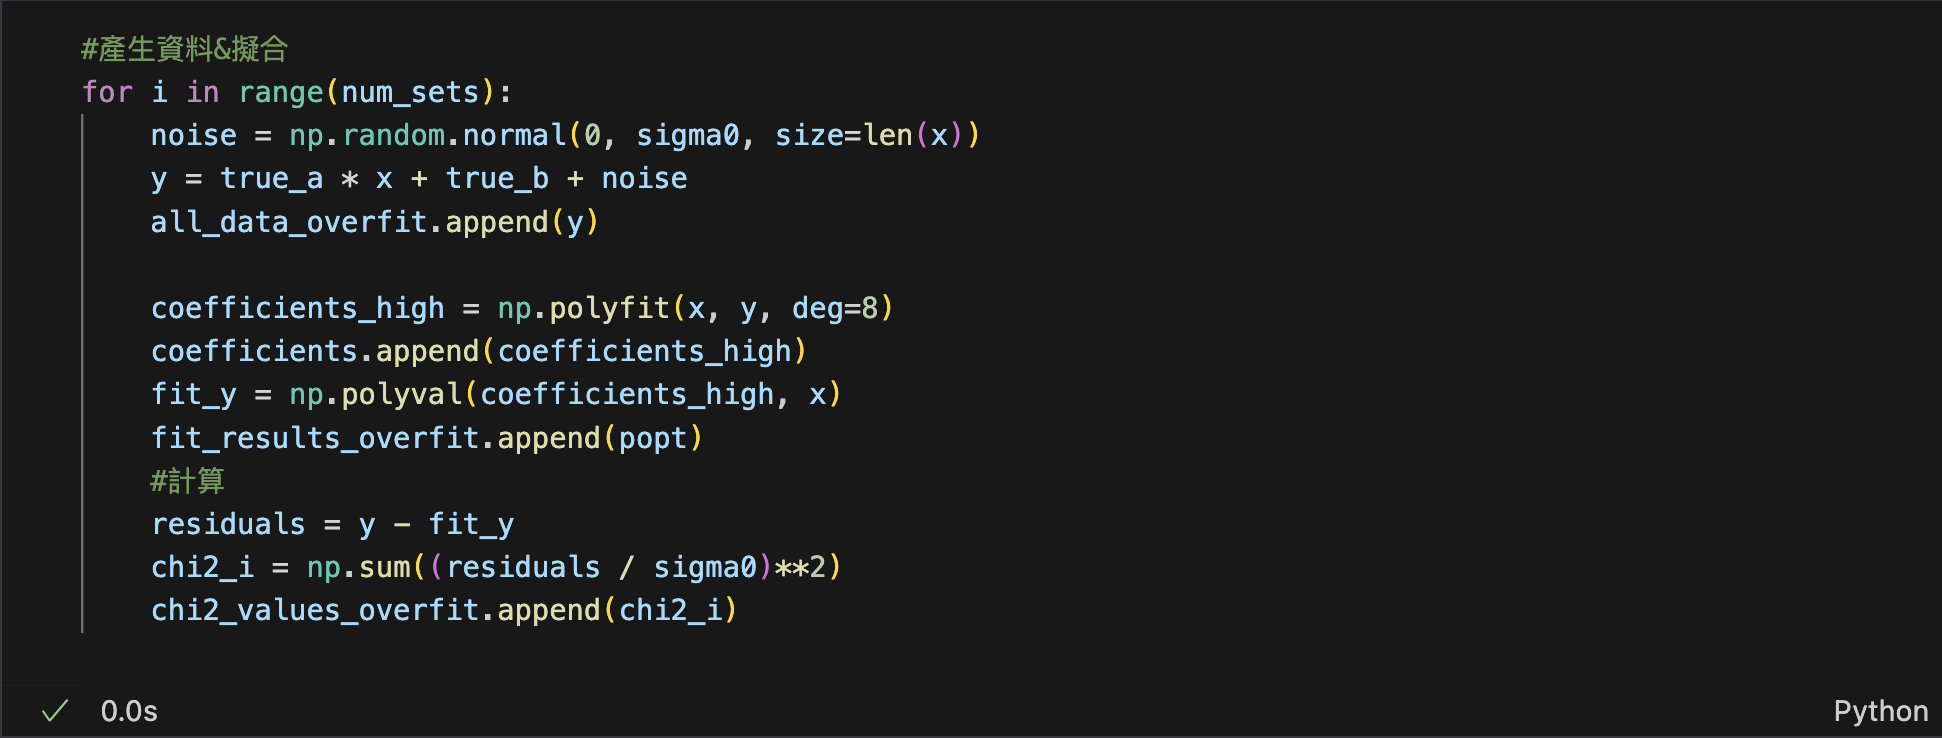 #產生資料&擬合
for i in range(num_sets):
    noise = np.random.normal(0, sigma0, size=len(x))
    y = true_a * x + true_b + noise
    all_data_overfit.append(y)

    coefficients_high = np.polyfit(x, y, deg=8)
    coefficients.append(coefficients_high)
    fit_y = np.polyval(coefficients_high, x)
    fit_results_overfit.append(popt)
    #計算
    residuals = y - fit_y
    chi2_i = np.sum((residuals / sigma0)**2)
    chi2_values_overfit.append(chi2_i)
0.0s
Python